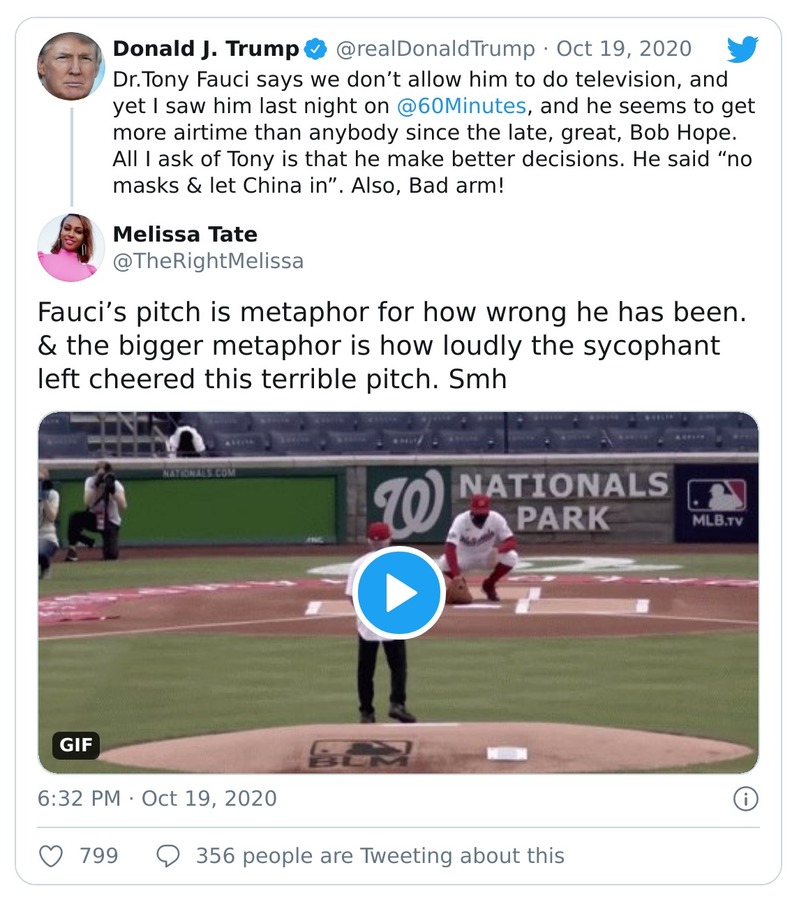 Donald J. Trump @realDonaldTrump · Oct 19, 2020
Dr.Tony Fauci says we don’t allow him to do television, and
yet I saw him last night on @60Minutes, and he seems to get
more airtime than anybody since the late, great, Bob Hope.
All I ask of Tony is that he make better decisions. He said “no
masks & let China in”. Also, Bad arm!
Melissa Tate
@TheRightMelissa
Fauci’s pitch is metaphor for how wrong he has been.
& the bigger metaphor is how loudly the sycophant
left cheered this terrible pitch. Smh
NATIONALS.COM
W NATIONALS
PARK
MLB.TV
BLM
GIF
6:32 PM · Oct 19, 2020
799 356 people are Tweeting about this